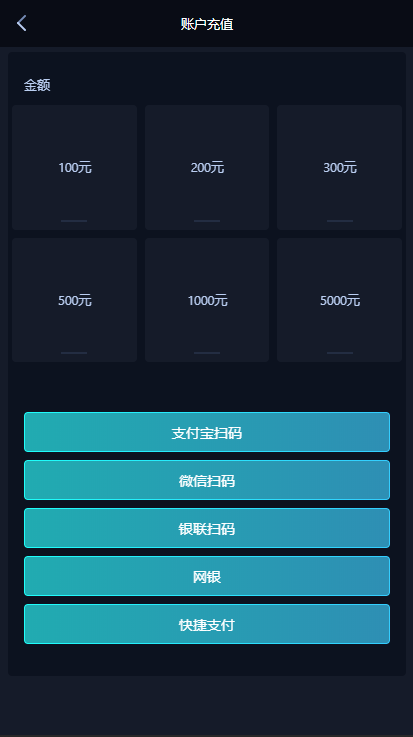 账户充值
金额
100元
200元
300元
500元
1000元
5000元
支付宝扫码
微信扫码
银联扫码
网银
快捷支付